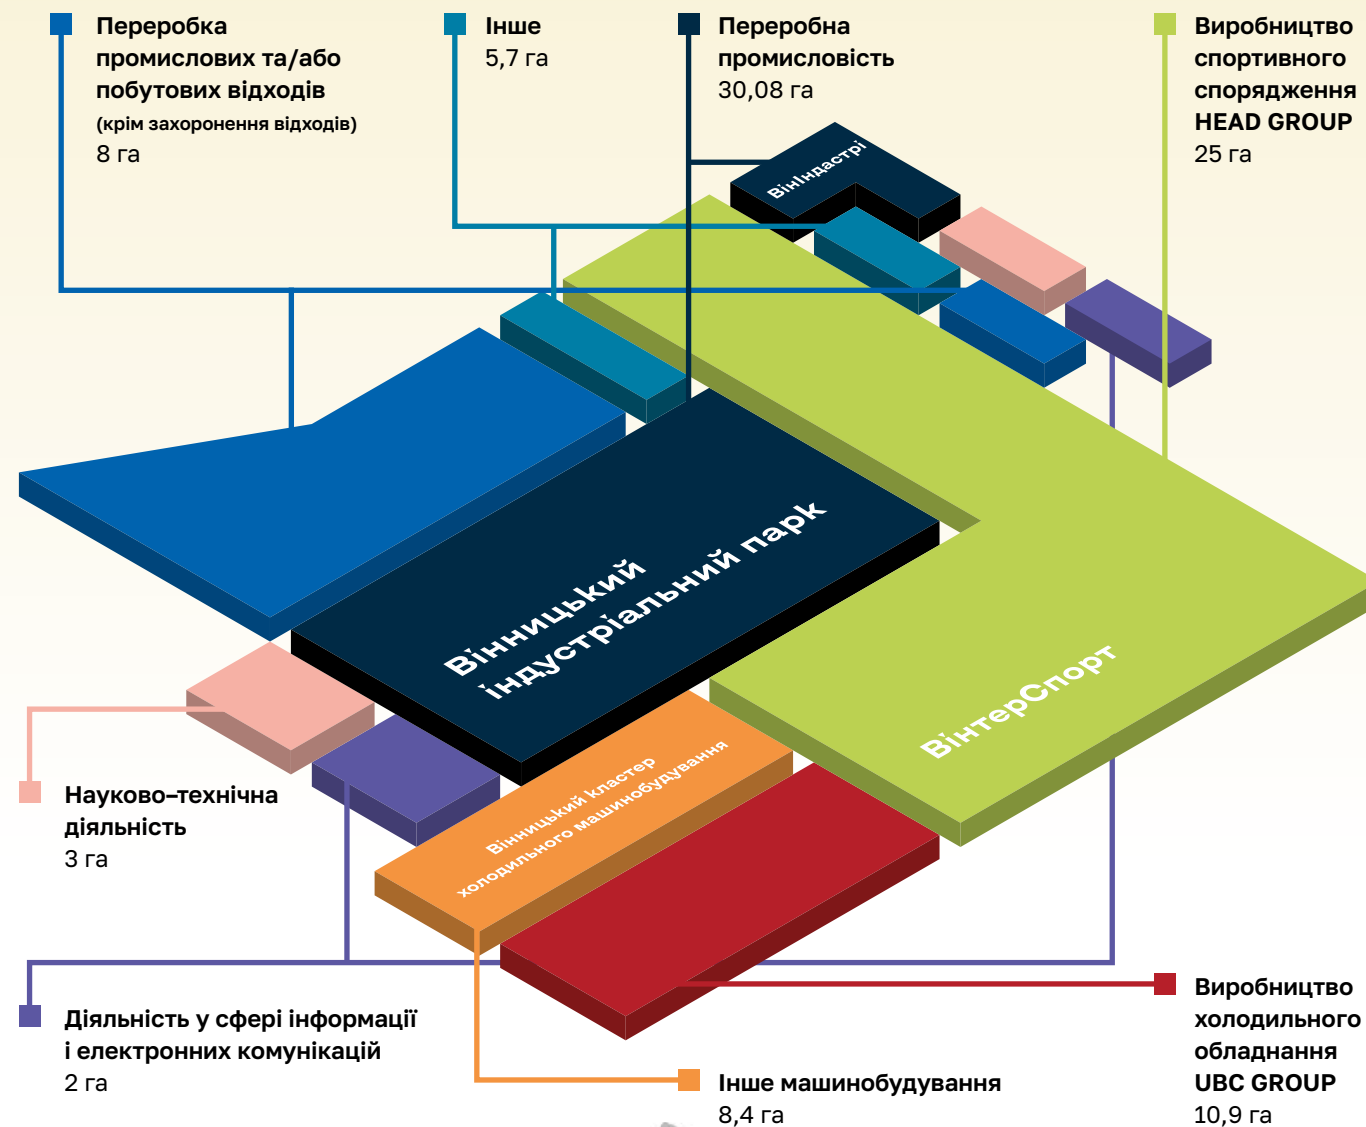 Переробка
промислових та/або
побутових відходів
(крім захоронення відходів)
8 га
Інше
5,7 га
Переробна
промисловість
30,08 га
Виробництво
спортивного
спорядження
HEAD GROUP
25 га
ВінІндастрі
Вінницький
індустріальний парк
ВінтерСпорт
Вінницький кластер
холодильного машинобудування
Науково–технічна
діяльність
3 га
Діяльність у сфері інформації
і електронних комунікацій
2 га
Інше машинобудування
8,4 га
Виробництво
холодильного
обладнання
UBC GROUP
10,9 га